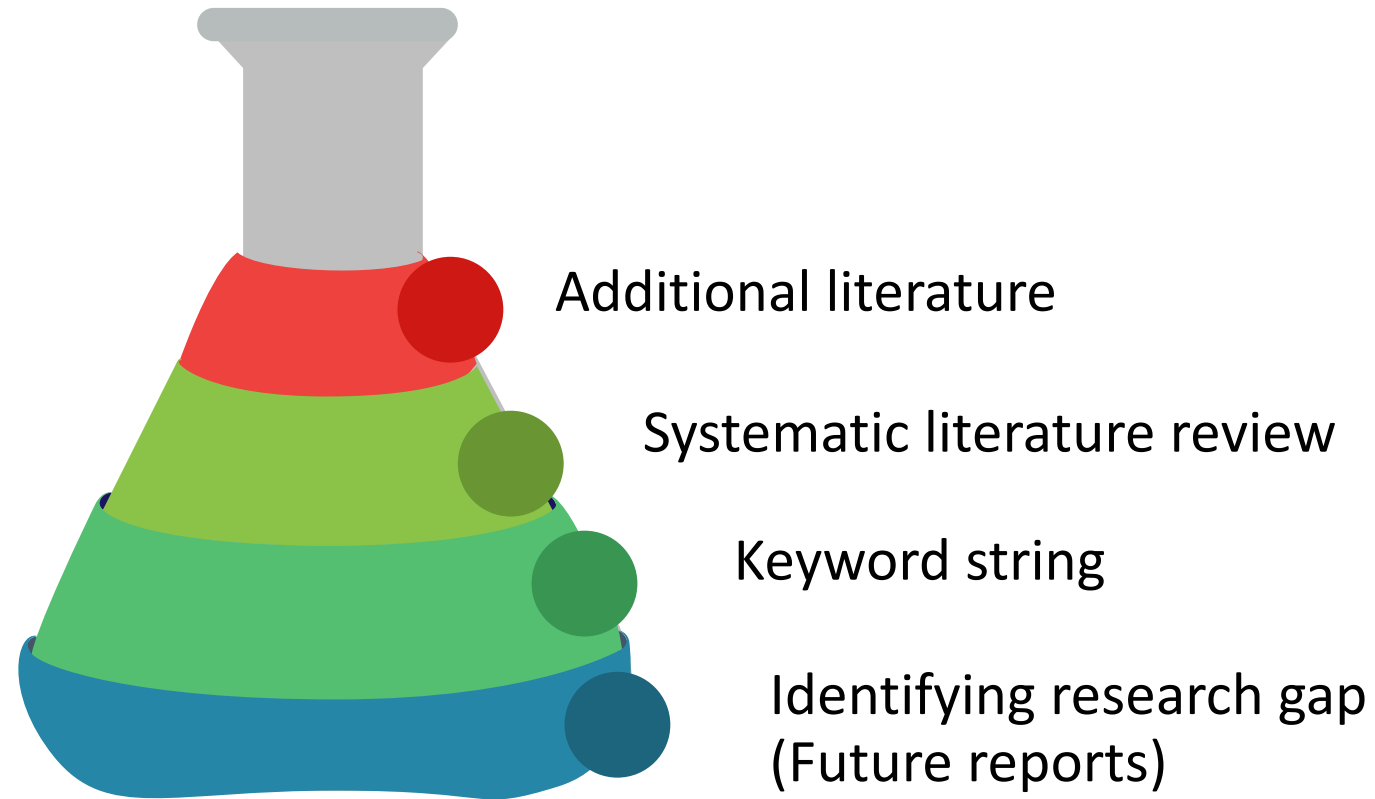 Additional literature
Systematic literature review
Keyword string
Identifying research gap
(Future reports)